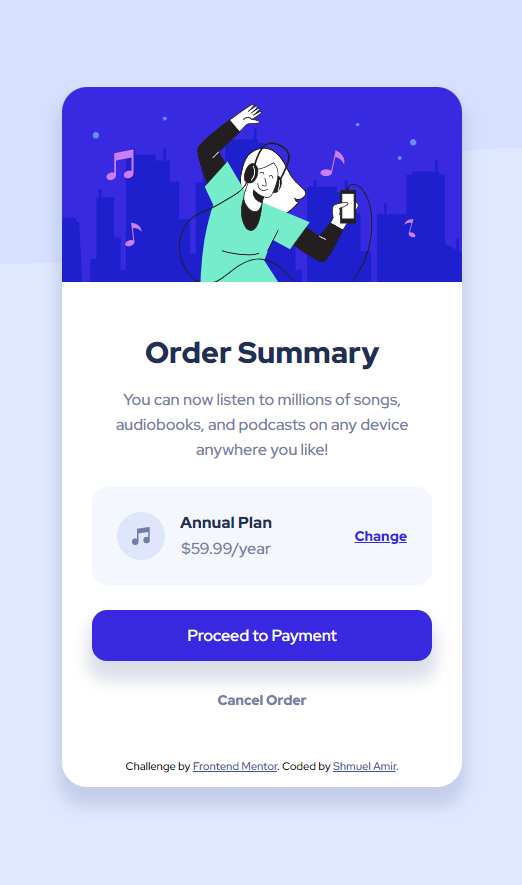 Order Summary
You can now listen to millions of songs,
audiobooks, and podcasts on any device
anywhere you like!
Annual Plan
$59.99/year
Change
Proceed to Payment
Cancel Order
Challenge by Frontend Mentor. Coded by Shmuel Amir.